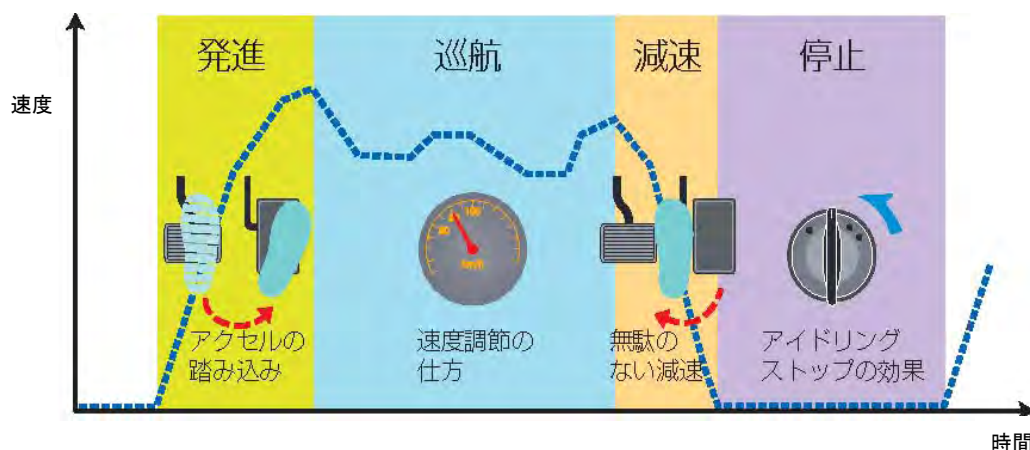 発進
巡航
減速
停止
速度
100
アクセルの
踏み込み
速度調節の
仕方
無駄の
ない減速
アイドリング
ストップの効果
時間